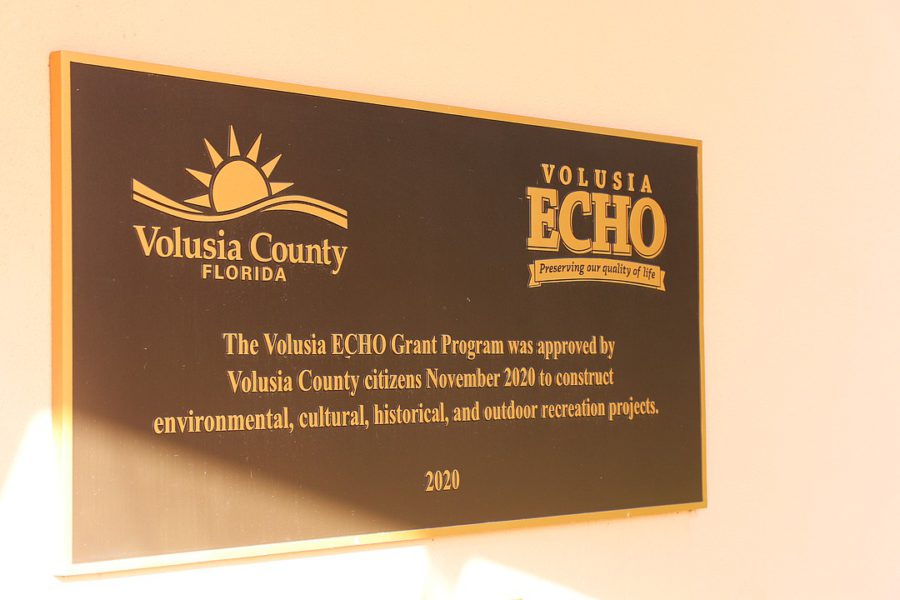 Volusia County
FLORIDA
VOLUSIA
ECHO
Preserving our quality of life
The Volusia ECHO Grant Program was approved by
Volusia County citizens November 2020 to construct
environmental, cultural, historical, and outdoor recreation projects.
2020